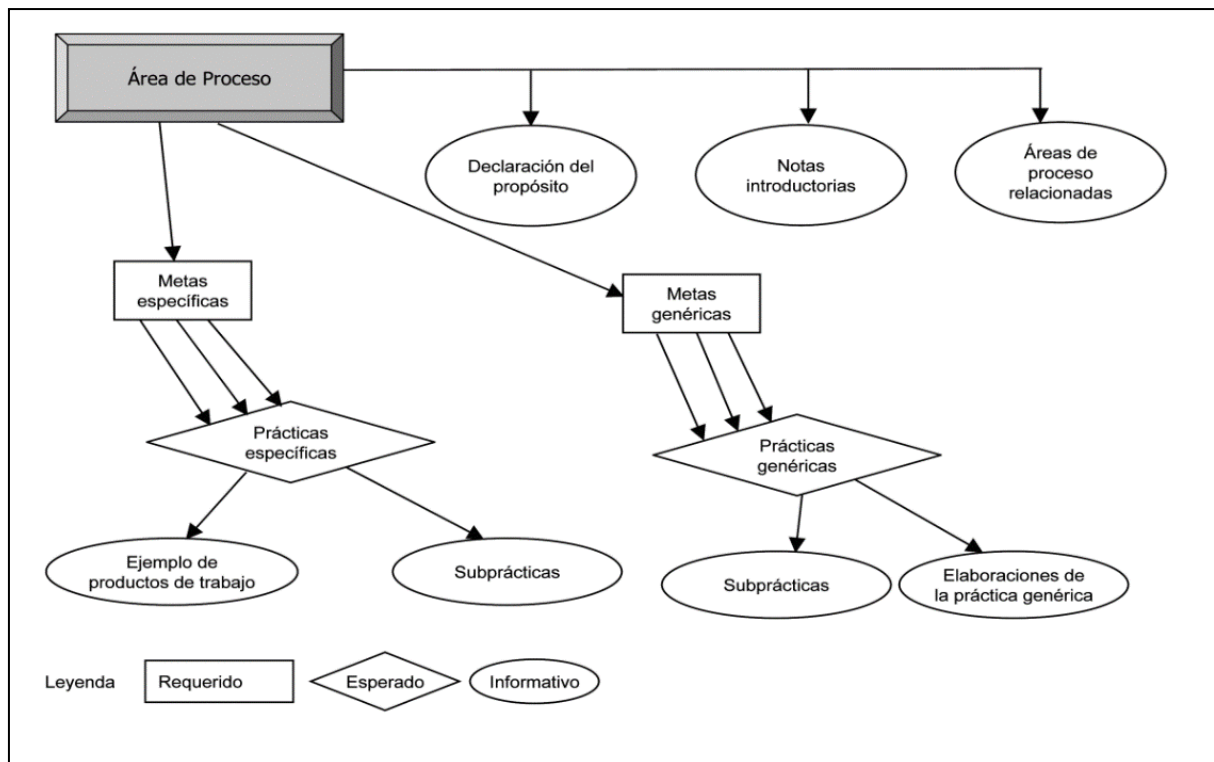 Área de Proceso
Declaración del
propósito
Notas
introductorias
Áreas de
proceso
relacionadas
Metas
específicas
Metas
genéricas
Prácticas
específicas
Prácticas
genéricas
Ejemplo de
productos de trabajo
Subprácticas
Subprácticas
Elaboraciones de
la práctica genérica
Leyenda
Requerido
Esperado
Informativo